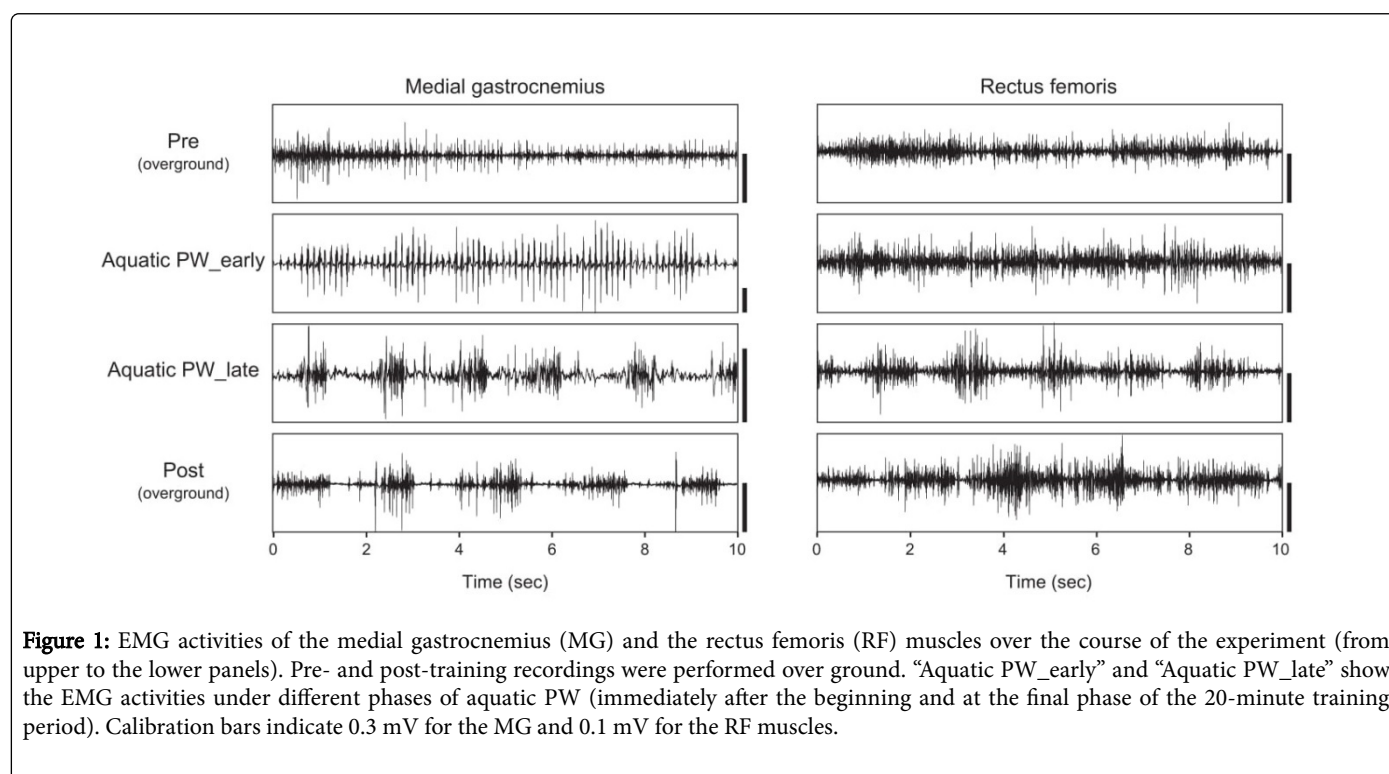 Medial gastrocnemius
Rectus femoris
Pre
(overground)
Aquatic PW_early
Aquatic PW_late
Post
(overground)
0 2 4 6 8 10
0 2 4 6 8 10
Time (sec)
Time (sec)
Figure 1: EMG activities of the medial gastrocnemius (MG) and the rectus femoris (RF) muscles over the course of the experiment (from
upper to the lower panels). Pre- and post-training recordings were performed over ground. “Aquatic PW_early” and “Aquatic PW_late” show
the EMG activities under different phases of aquatic PW (immediately after the beginning and at the final phase of the 20-minute training
period). Calibration bars indicate 0.3 mV for the MG and 0.1 mV for the RF muscles.